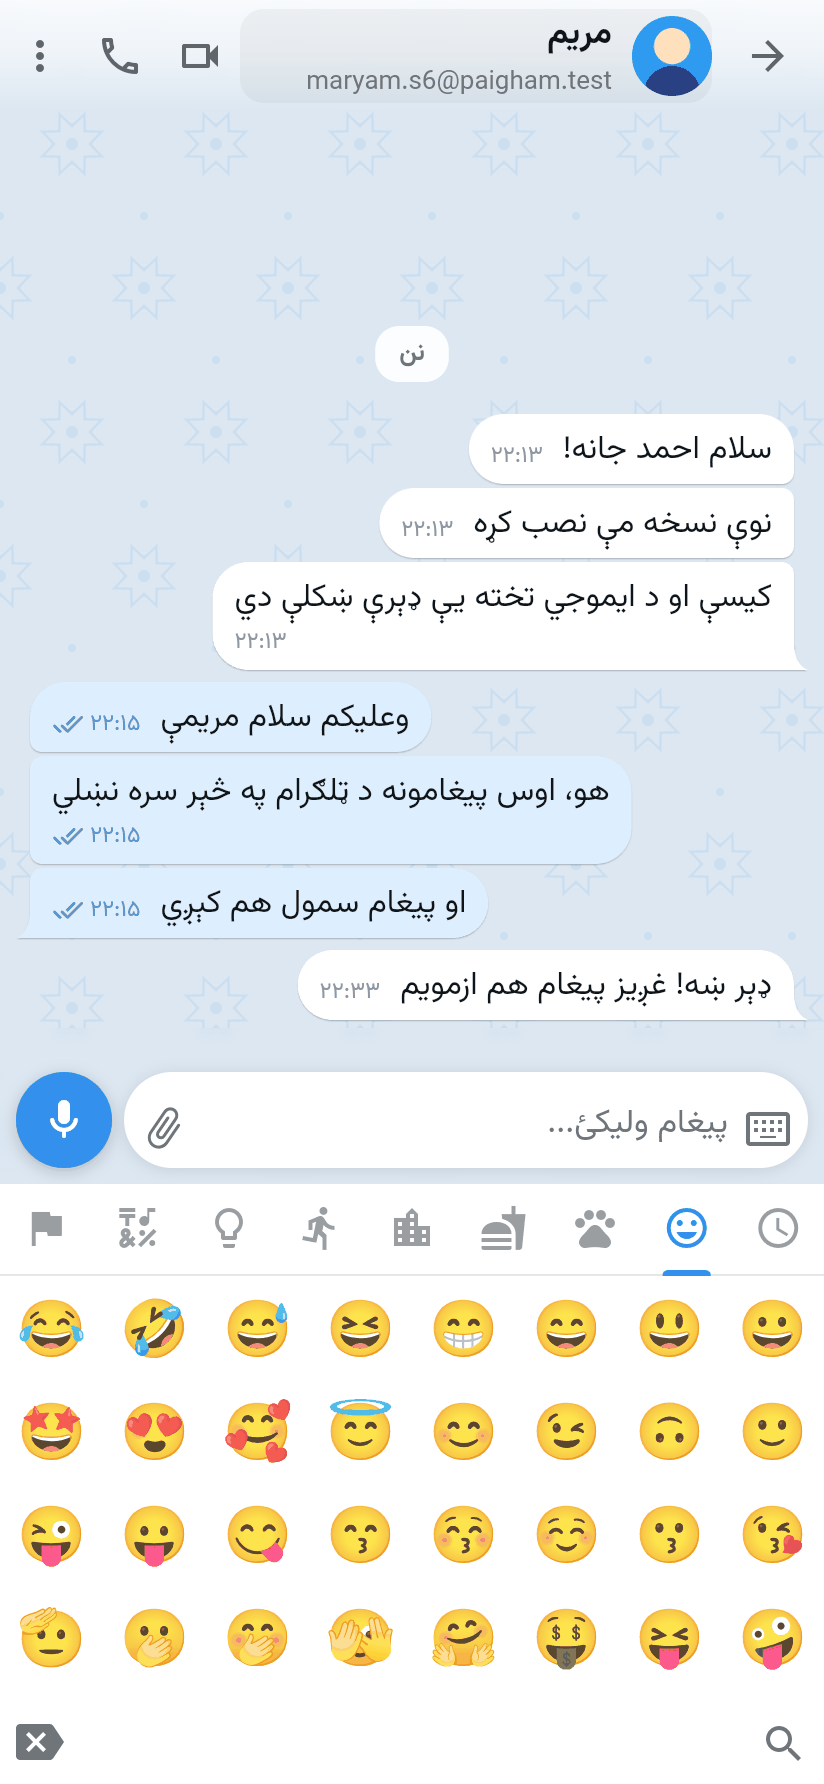 مریم
maryam.s6@paigham.test
نن
سلام احمد جانه!
۲۲:۱۳
نوې نسخه مې نصب کړه
۲۲:۱۳
کیسې او د ایموجي تخته یې ډېرې ښکلې دي
۲۲:۱۳
وعلیکم سلام مریمې
۲۲:۱۵
هو، اوس پیغامونه د ټلګرام په څېر سره نښلي
۲۲:۱۵
او پیغام سمول هم کېږي
۲۲:۱۵
ډېر ښه! غږیز پیغام هم ازمویم
۲۲:۳۳
پیغام ولیکئ...